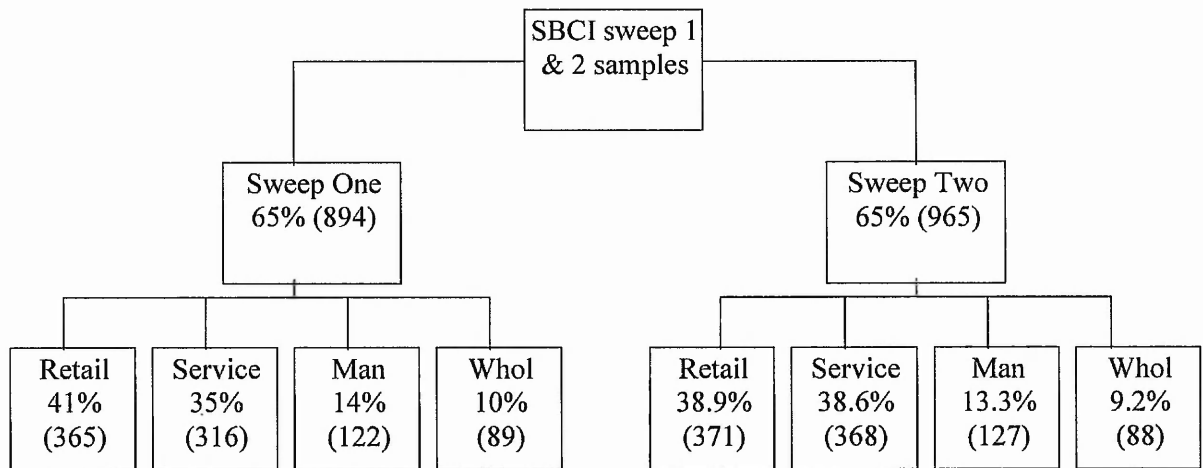 SBCI sweep 1
& 2 samples
Sweep One
65% (894)
Sweep Two
65% (965)
Retail
41%
(365)
Service
35%
(316)
Man
14%
(122)
Whol
10%
(89)
Retail
38.9%
(371)
Service
38.6%
(368)
Man
13.3%
(127)
Whol
9.2%
(88)